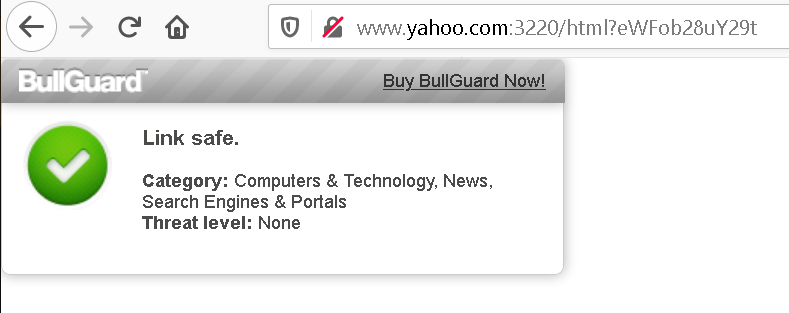 www.yahoo.com:3220/html?eWFob28uY29t
BullGuard™ Buy BullGuard Now!
Link safe.
Category: Computers & Technology, News,
Search Engines & Portals
Threat level: None